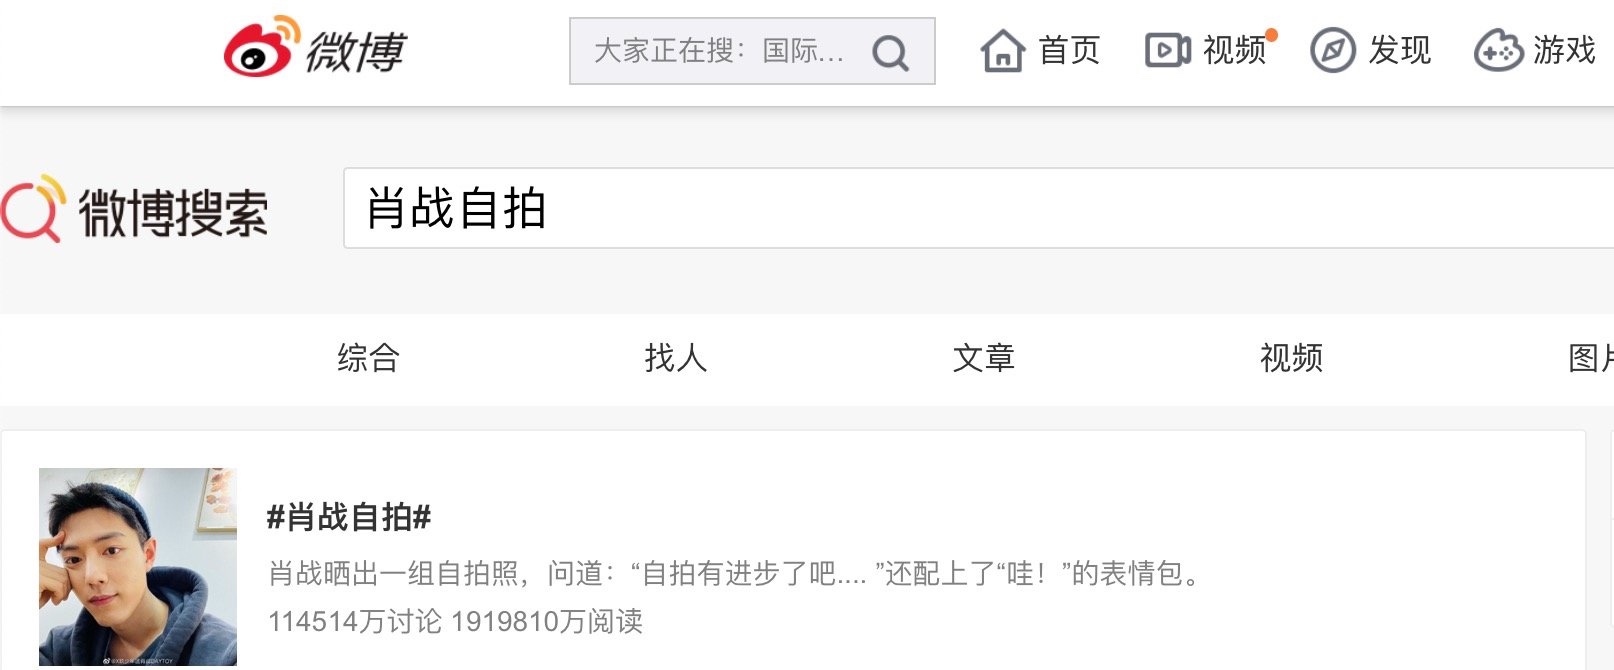 微博
大家正在搜：国际...
首页
视频
发现
游戏
微博搜索
肖战自拍
综合
找人
文章
视频
图片
#肖战自拍#
肖战晒出一组自拍照，问道：“自拍有进步了吧.... ”还配上了“哇！”的表情包。
114514万讨论 1919810万阅读